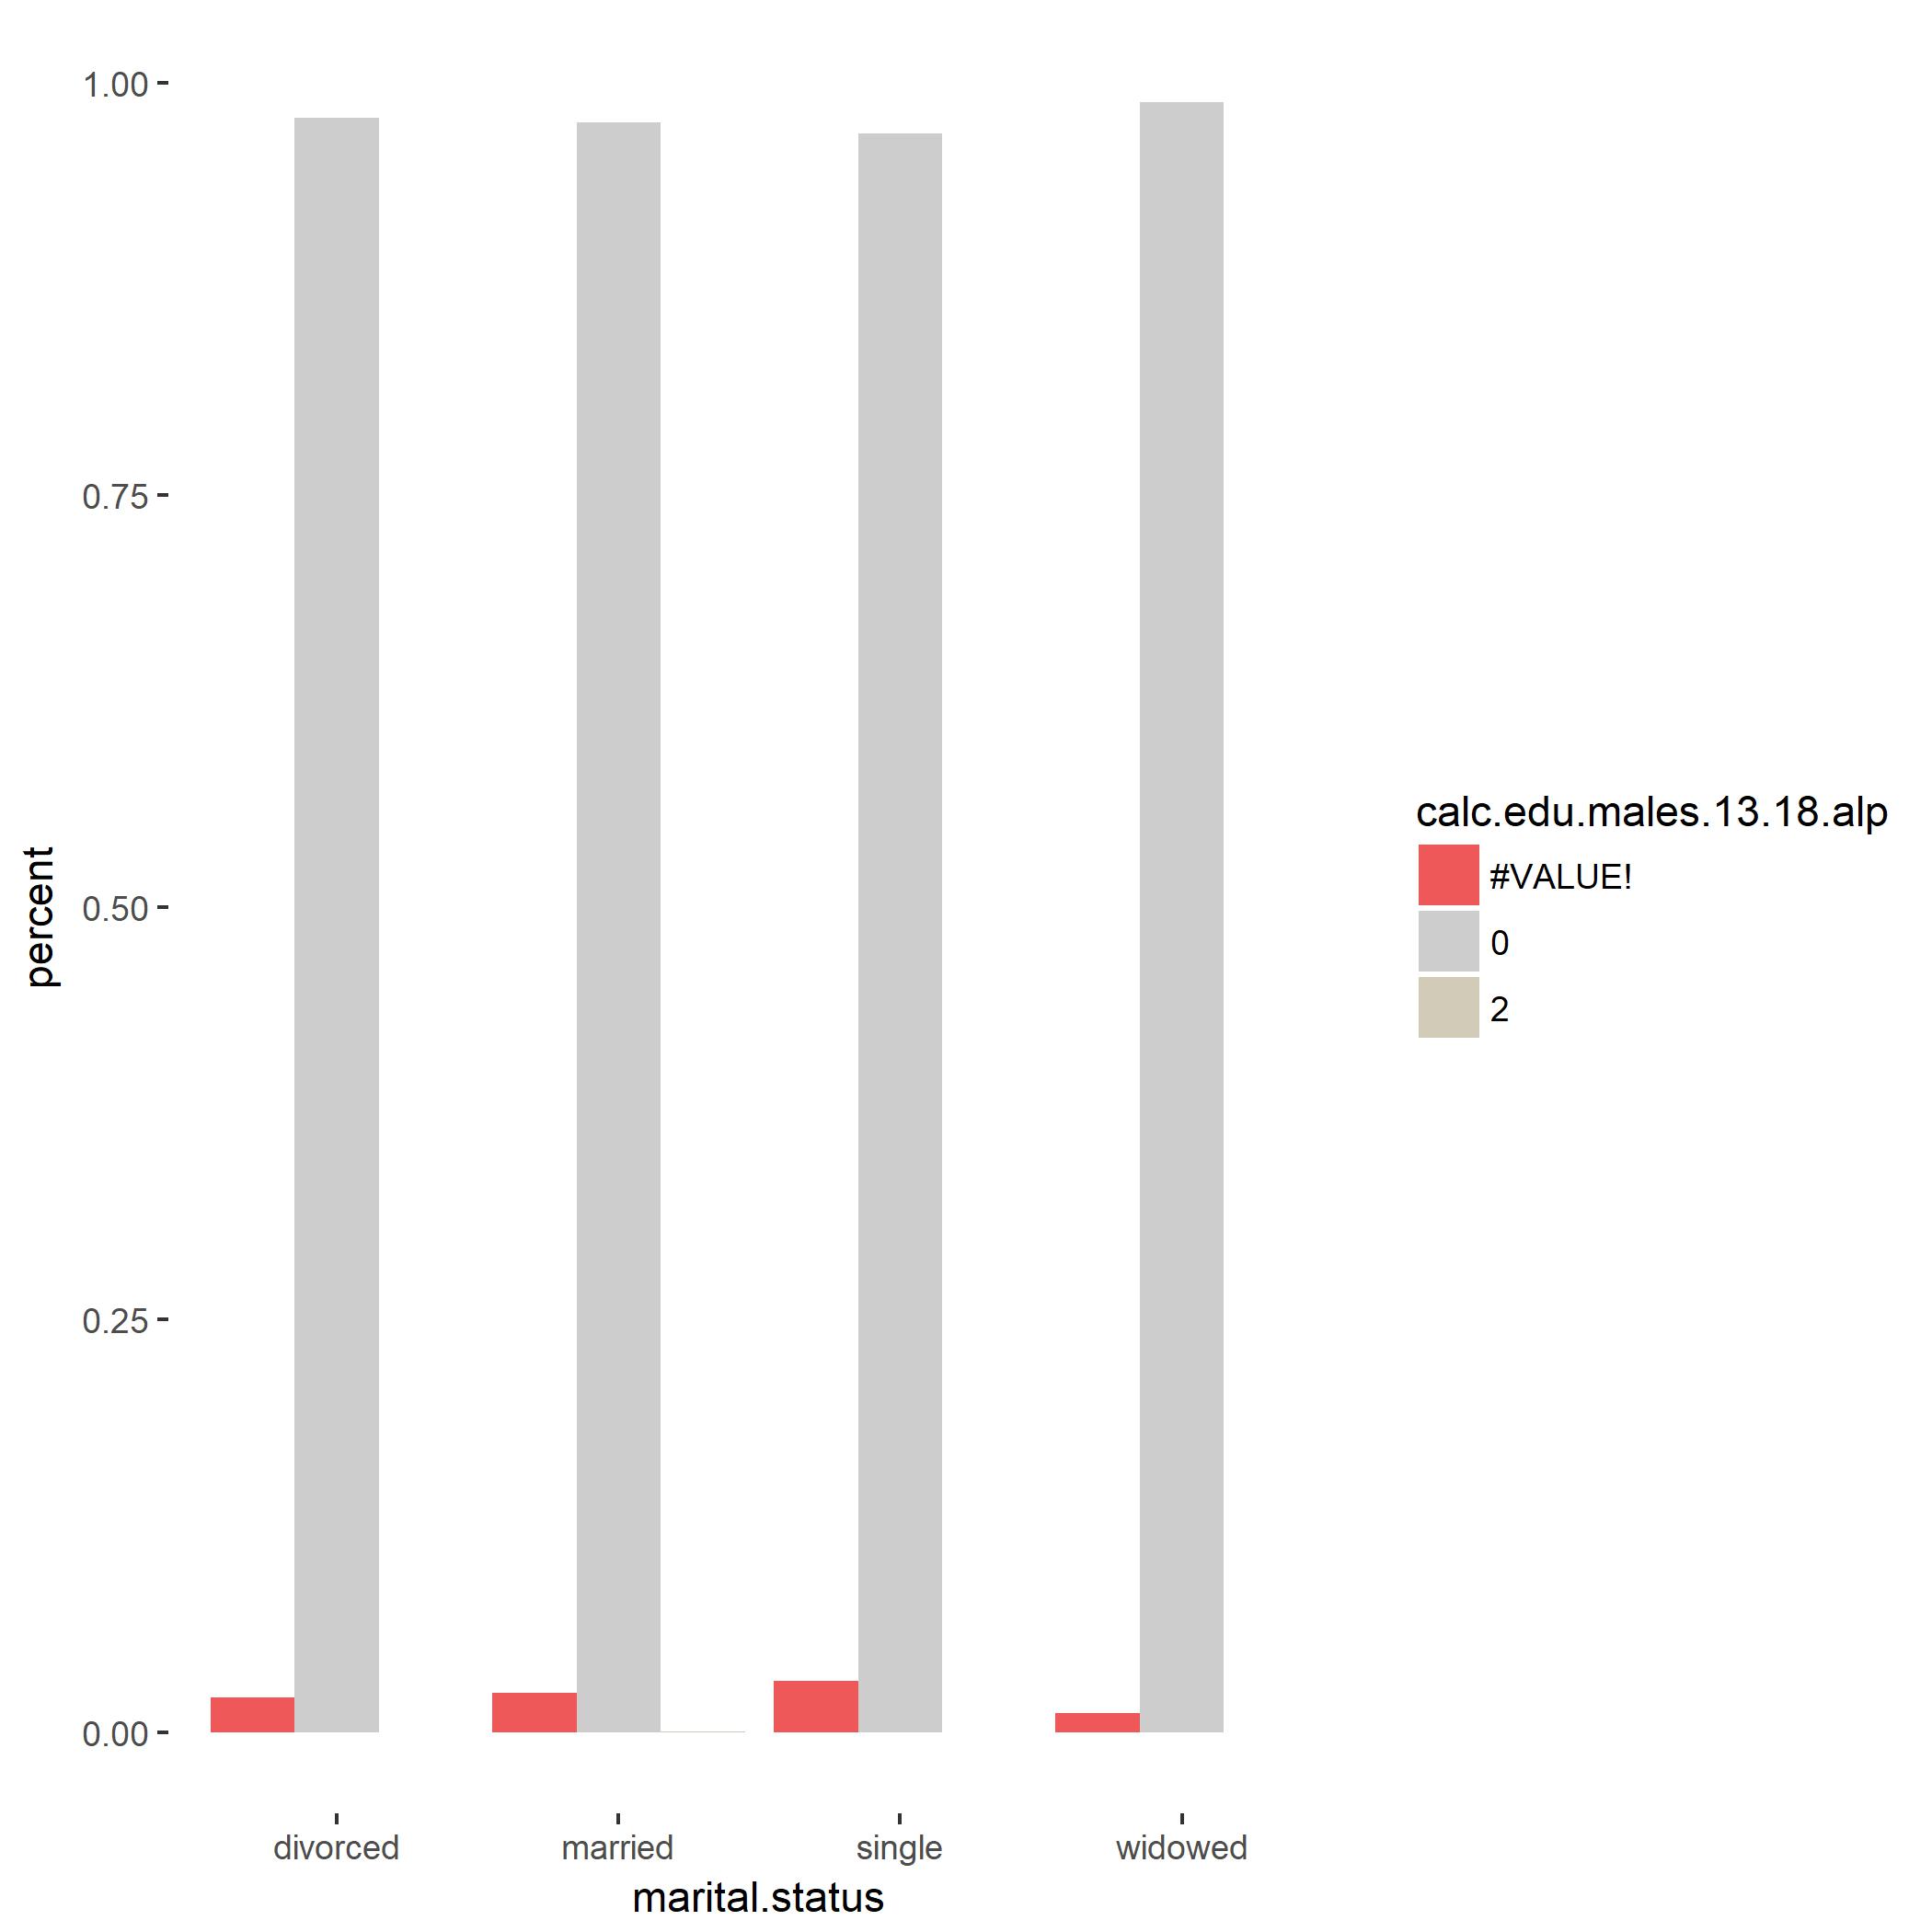 1.00
0.75
0.50
0.25
0.00
percent
divorced married single widowed
marital.status
calc.edu.males.13.18.alp
#VALUE!
0
2